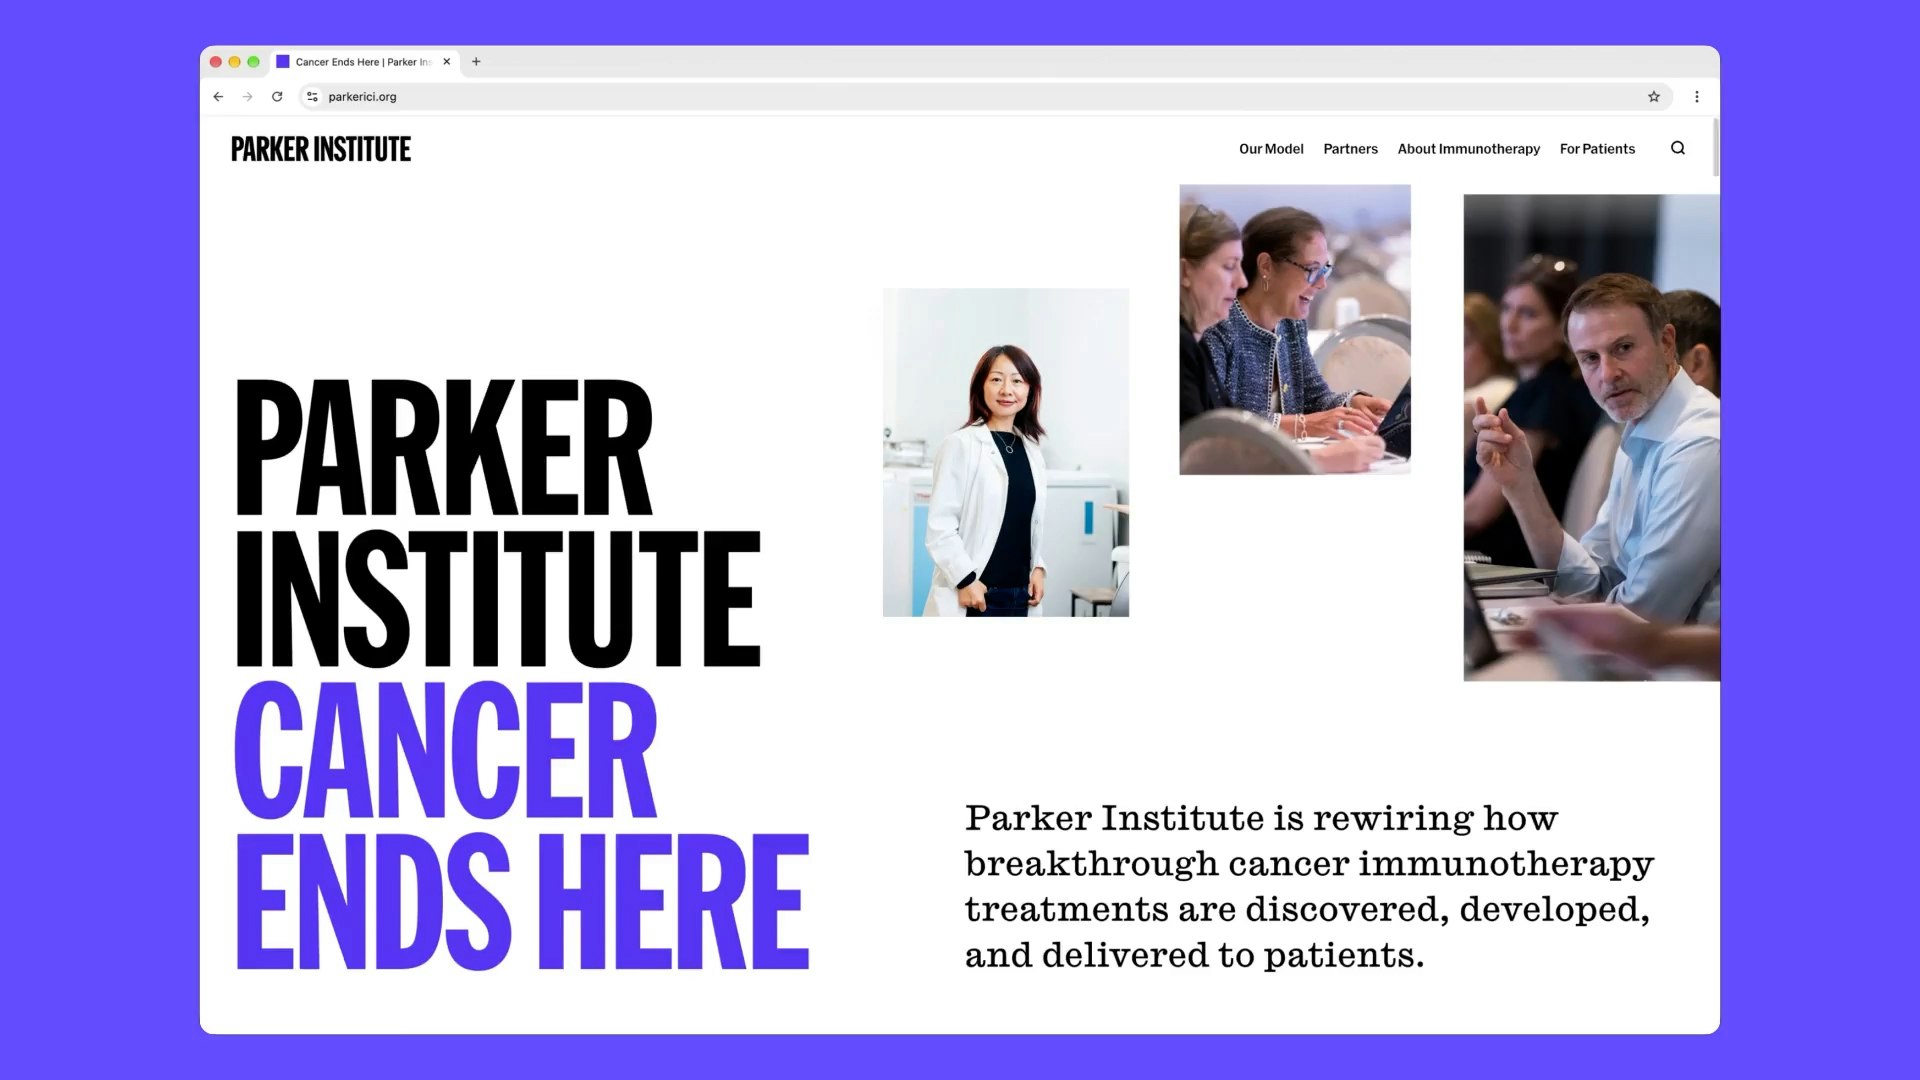 Cancer Ends Here | Parker Ins
parkerici.org
PARKER INSTITUTE
Our Model
Partners
About Immunotherapy
For Patients
PARKER
INSTITUTE
CANCER
ENDS HERE
Parker Institute is rewiring how
breakthrough cancer immunotherapy
treatments are discovered, developed,
and delivered to patients.